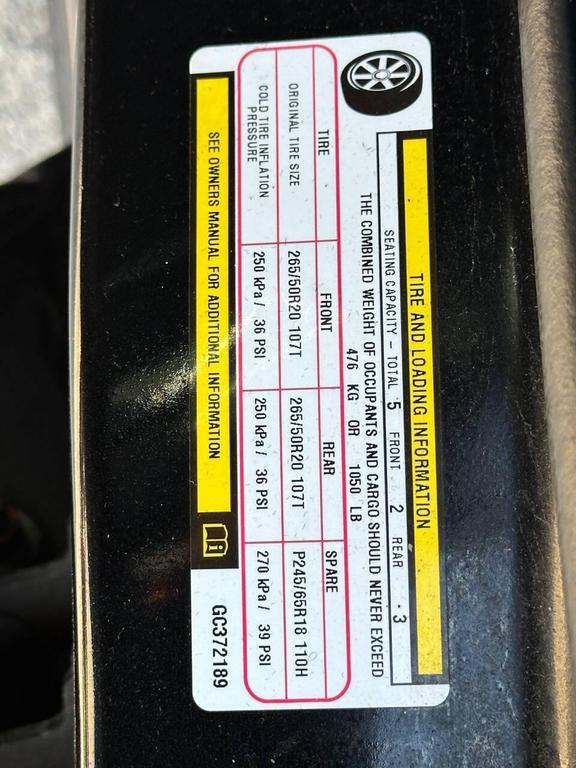 TIRE AND LOADING INFORMATION
SEATING CAPACITY – TOTAL 5 FRONT 2 REAR 3
THE COMBINED WEIGHT OF OCCUPANTS AND CARGO SHOULD NEVER EXCEED
476 KG OR 1050 LB
TIRE FRONT REAR SPARE
ORIGINAL TIRE SIZE 265/50R20 107T 265/50R20 107T P245/65R18 110H
COLD TIRE INFLATION 250 kPa / 36 PSI 250 kPa / 36 PSI 270 kPa / 39 PSI
PRESSURE
SEE OWNERS MANUAL FOR ADDITIONAL INFORMATION
GC372189